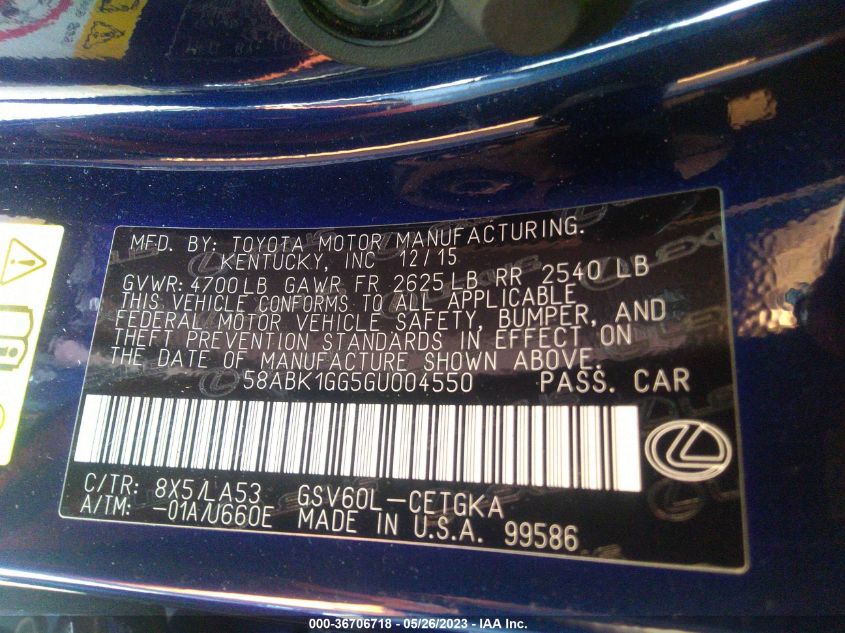 MFD. BY: TOYOTA MOTOR MANUFACTURING.
KENTUCKY, INC 12/15
GVWR: 4700 LB GAWR FR 2625 LB RR 2540 LB
THIS VEHICLE CONFORMS TO ALL APPLICABLE
FEDERAL MOTOR VEHICLE SAFETY, BUMPER, AND
THEFT PREVENTION STANDARDS IN EFFECT ON
THE DATE OF MANUFACTURE SHOWN ABOVE.
58ABK1GG5GU004550 PASS. CAR
C/TR: 8X5/LA53 GSV60L-CETGKA
A/TM: -01A/U660E MADE IN U.S.A. 99586
000-36706718 - 05/26/2023 - IAA Inc.